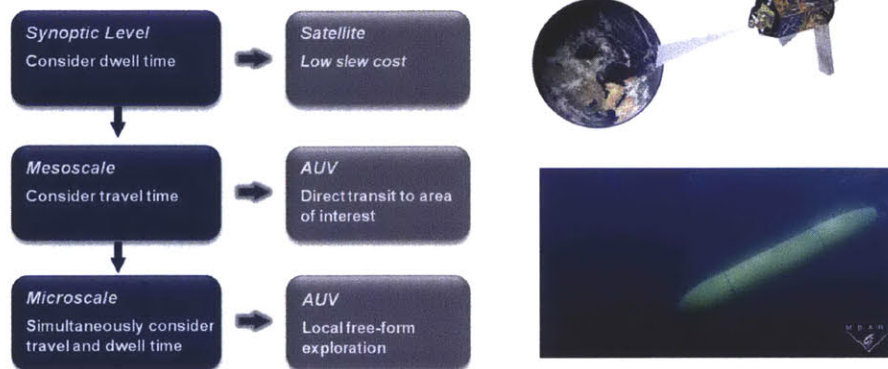 Synoptic Level
Consider dwell time
Satellite
Low slew cost
Mesoscale
Consider travel time
AUV
Direct transit to area
of interest
Microscale
Simultaneously consider
travel and dwell time
AUV
Local free-form
exploration
M B A R I